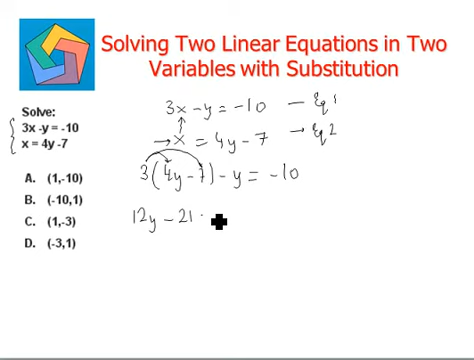 Solving Two Linear Equations in Two
Variables with Substitution
Solve:
3x -y = -10
x = 4y -7
A. (1,-10)
B. (-10,1)
C. (1,-3)
D. (-3,1)
3x - y = -10 — Eq 1
→ x = 4y - 7 → Eq 2
3(4y - 7) - y = -10
12y - 21